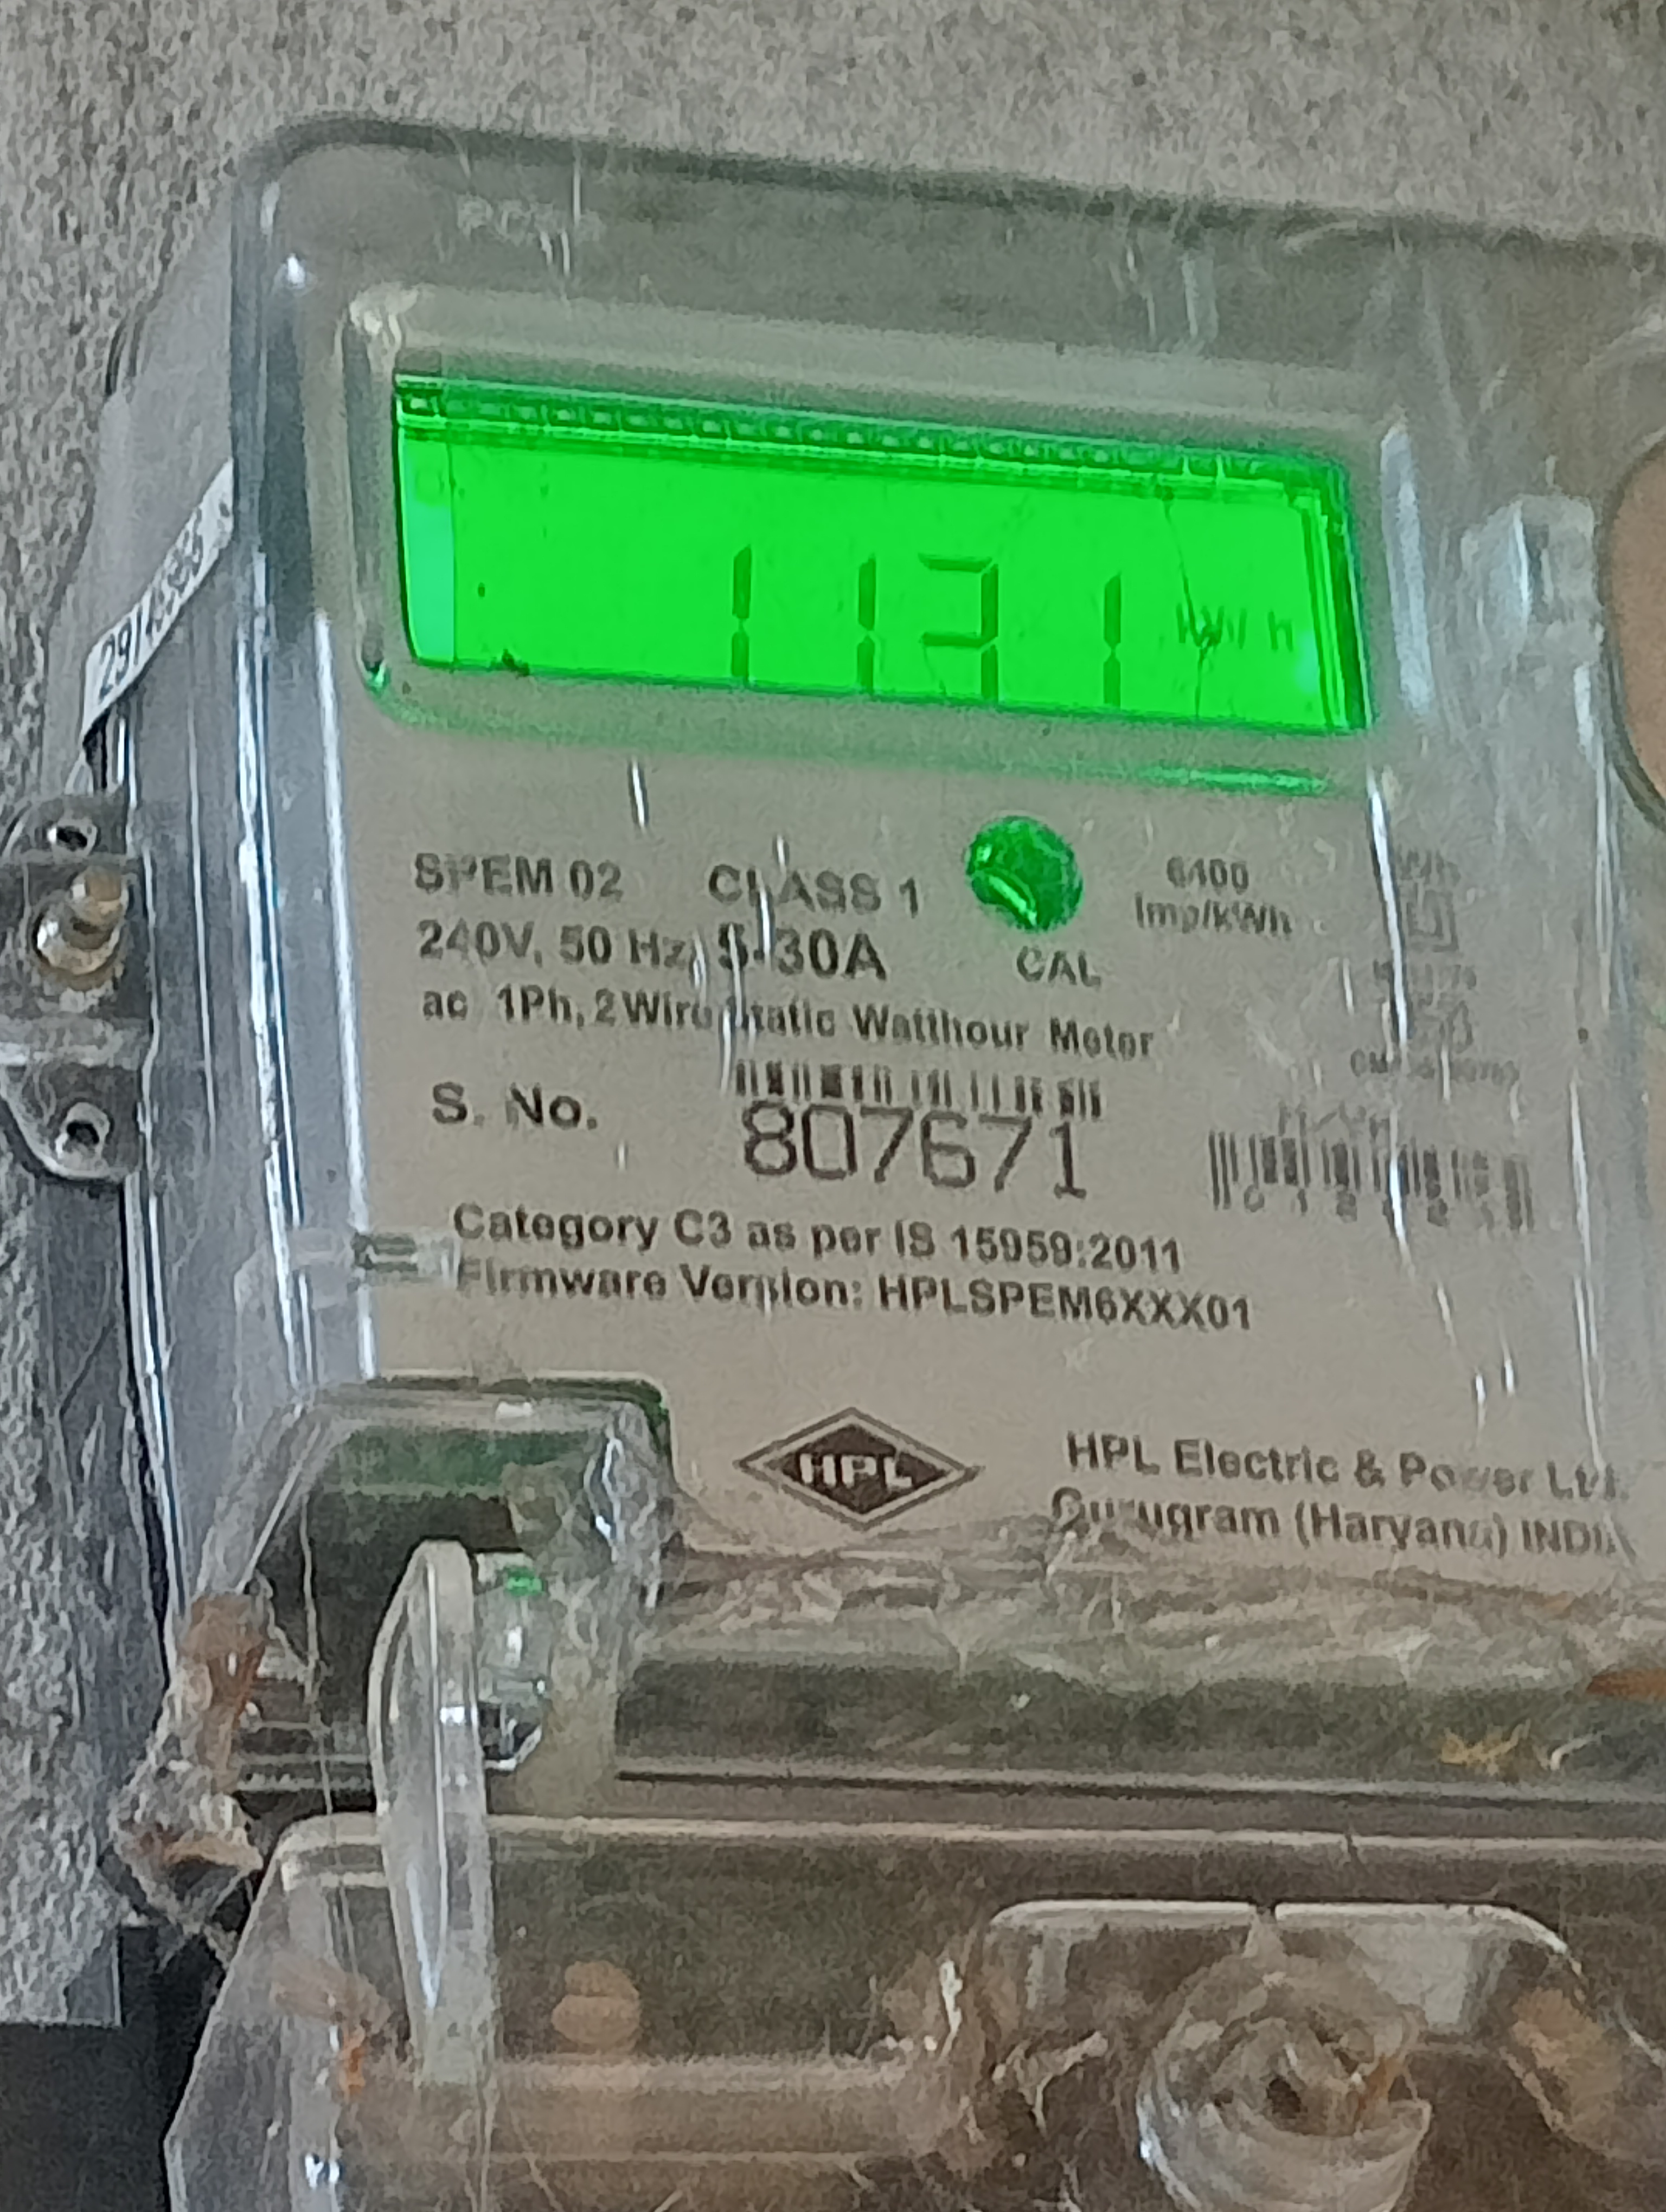 1131 kWh
SPEM 02 CLASS 1
6400
Imp/kWh
240V, 50 Hz, 5-30A
CAL
ac 1Ph, 2 Wire Static Watthour Meter
S. No.
807671
Category C3 as per IS 15959:2011
Firmware Version: HPLSPEM6XXX01
HPL
HPL Electric & Power Ltd.
Gurugram (Haryana) INDIA